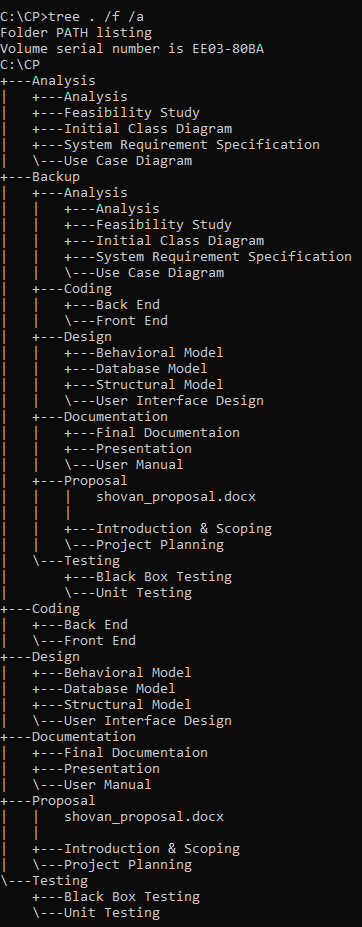 C:\CP>tree . /f /a
Folder PATH listing
Volume serial number is EE03-80BA
C:\CP
+---Analysis
|   +---Analysis
|   +---Feasibility Study
|   +---Initial Class Diagram
|   +---System Requirement Specification
|   \---Use Case Diagram
+---Backup
|   +---Analysis
|   |   +---Analysis
|   |   +---Feasibility Study
|   |   +---Initial Class Diagram
|   |   +---System Requirement Specification
|   |   \---Use Case Diagram
|   +---Coding
|   |   +---Back End
|   |   \---Front End
|   +---Design
|   |   +---Behavioral Model
|   |   +---Database Model
|   |   +---Structural Model
|   |   \---User Interface Design
|   +---Documentation
|   |   +---Final Documentaion
|   |   +---Presentation
|   |   \---User Manual
|   +---Proposal
|   |   |   shovan_proposal.docx
|   |   |
|   |   +---Introduction & Scoping
|   |   \---Project Planning
|   \---Testing
|       +---Black Box Testing
|       \---Unit Testing
+---Coding
|   +---Back End
|   \---Front End
+---Design
|   +---Behavioral Model
|   +---Database Model
|   +---Structural Model
|   \---User Interface Design
+---Documentation
|   +---Final Documentaion
|   +---Presentation
|   \---User Manual
+---Proposal
|   |   shovan_proposal.docx
|   |
|   +---Introduction & Scoping
|   \---Project Planning
\---Testing
    +---Black Box Testing
    \---Unit Testing